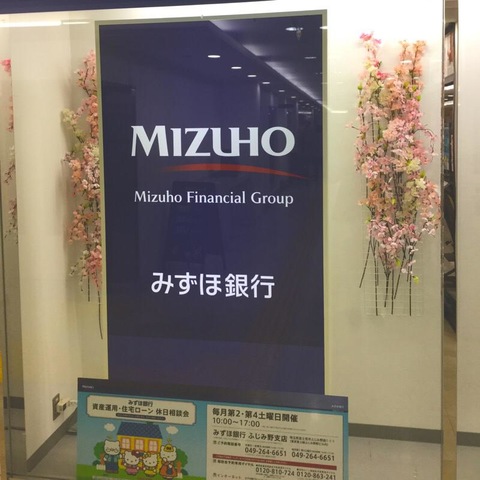 MIZUHO
Mizuho Financial Group
みずほ銀行
みずほ銀行
資産運用・住宅ローン 休日相談会
毎月第2・第4土曜日開催
10:00〜17:00
みずほ銀行 ふじみ野支店
049-264-6651
049-264-6651
0120-810-724
0120-863-241